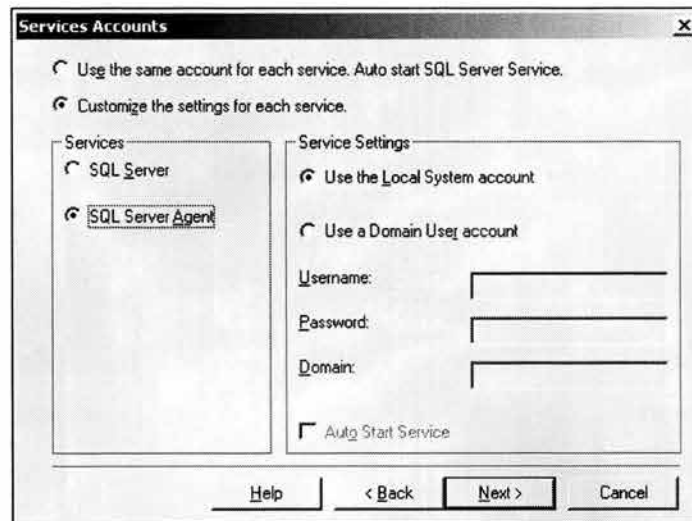 Services Accounts
Use the same account for each service. Auto start SQL Server Service.
Customize the settings for each service.
Services
SQL Server
SQL Server Agent
Service Settings
Use the Local System account
Use a Domain User account
Username:
Password:
Domain:
Auto Start Service
Help
< Back
Next >
Cancel